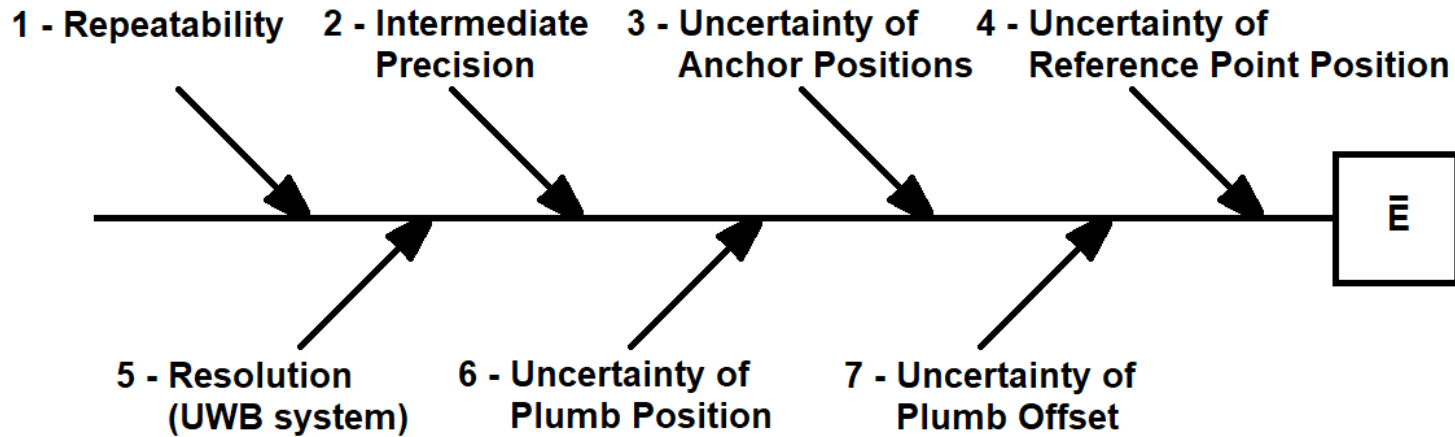 1 - Repeatability
2 - Intermediate
Precision
3 - Uncertainty of
Anchor Positions
4 - Uncertainty of
Reference Point Position
Ē
5 - Resolution
(UWB system)
6 - Uncertainty of
Plumb Position
7 - Uncertainty of
Plumb Offset